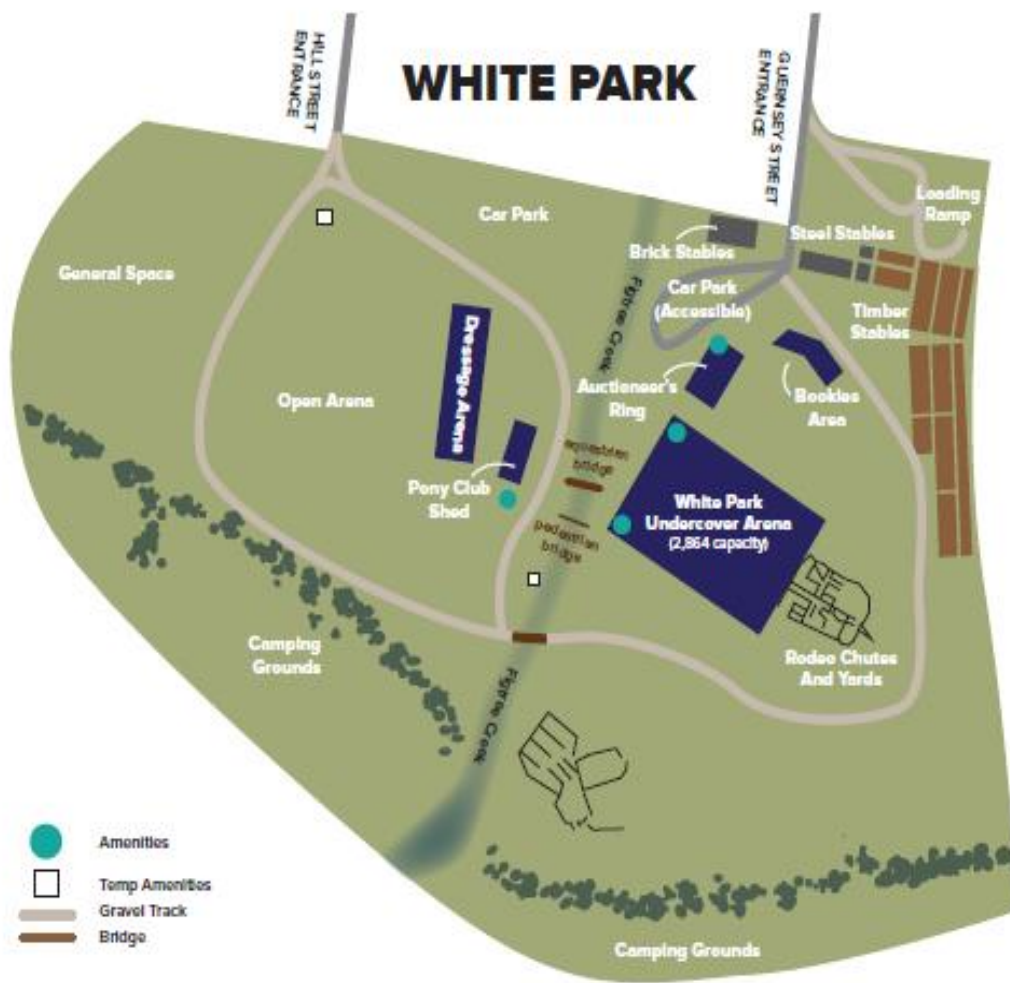 HILL STREET
ENTRANCE
WHITE PARK
GUERNSEY STREET
ENTRANCE
Loading
Ramp
Car Park
Steel Stables
Brick Stables
General Space
Figtree Creek
Car Park
(Accessible)
Timber
Stables
Dressage Arena
Auctioneer's
Ring
Bookies
Area
Open Arena
equestrian
bridge
Pony Club
Shed
White Park
Undercover Arena
(2,864 capacity)
pedestrian
bridge
Camping
Grounds
Rodeo Chutes
And Yards
Figtree Creek
Amenities
Temp Amenities
Gravel Track
Bridge
Camping Grounds